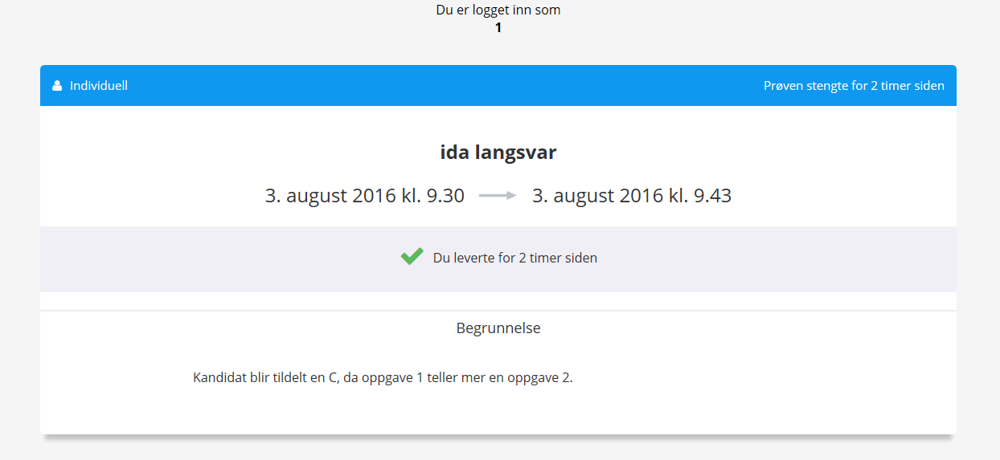 Du er logget inn som
1
Individuell
Prøven stengte for 2 timer siden
ida langsvar
3. august 2016 kl. 9.30 → 3. august 2016 kl. 9.43
Du leverte for 2 timer siden
Begrunnelse
Kandidat blir tildelt en C, da oppgave 1 teller mer en oppgave 2.